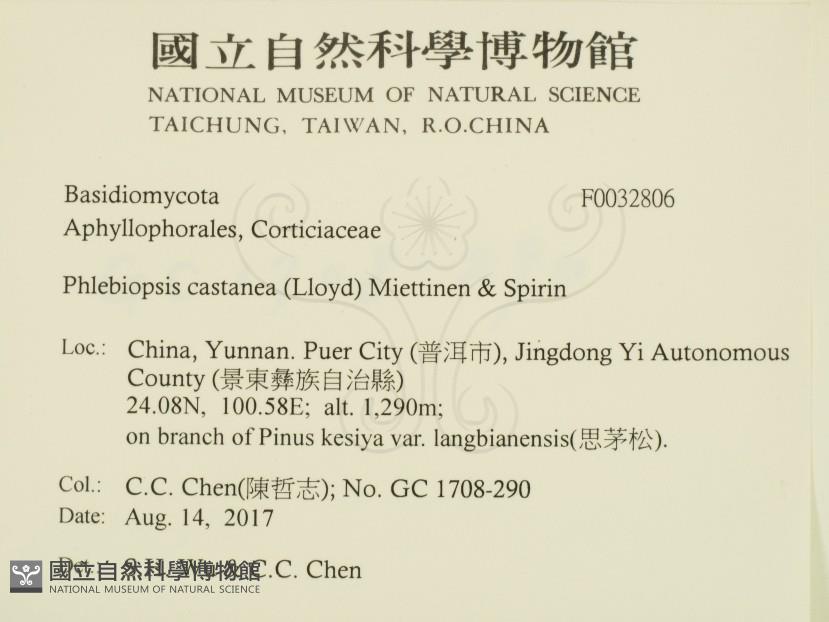 國立自然科學博物館
NATIONAL MUSEUM OF NATURAL SCIENCE
TAICHUNG, TAIWAN, R.O.CHINA
Basidiomycota F0032806
Aphyllophorales, Corticiaceae
Phlebiopsis castanea (Lloyd) Miettinen & Spirin
Loc.: China, Yunnan. Puer City (普洱市), Jingdong Yi Autonomous
County (景東彝族自治縣)
24.08N, 100.58E; alt. 1,290m;
on branch of Pinus kesiya var. langbianensis(思茅松).
Col.: C.C. Chen(陳哲志); No. GC 1708-290
Date: Aug. 14, 2017
Det.: S.H. Wu & C.C. Chen
國立自然科學博物館
NATIONAL MUSEUM OF NATURAL SCIENCE